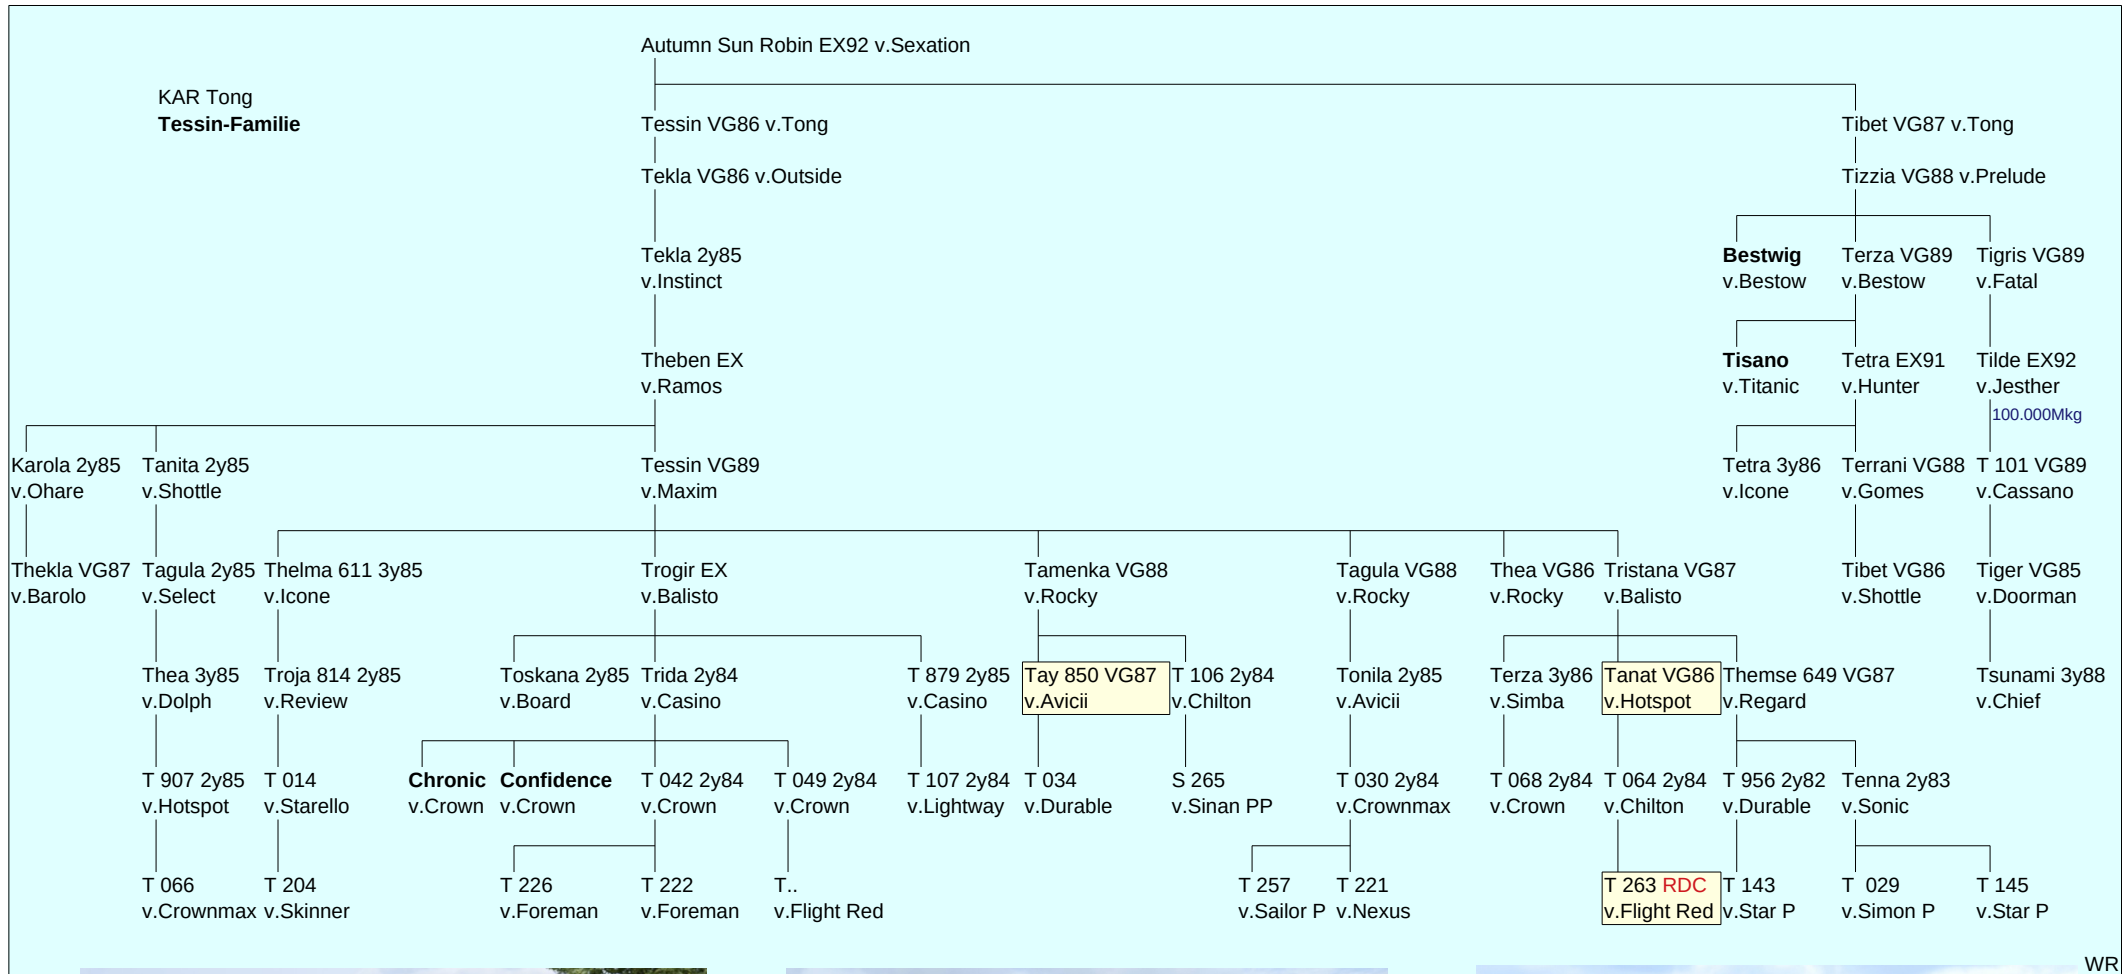 Autumn Sun Robin EX92 v.Sexation
KAR Tong
Tessin-Familie
Tessin VG86 v.Tong
Tibet VG87 v.Tong
Tekla VG86 v.Outside
Tizzia VG88 v.Prelude
Tekla 2y85
v.Instinct
Bestwig
v.Bestow
Terza VG89
v.Bestow
Tigris VG89
v.Fatal
Theben EX
v.Ramos
Tisano
v.Titanic
Tetra EX91
v.Hunter
Tilde EX92
v.Jesther
100.000Mkg
Karola 2y85
v.Ohare
Tanita 2y85
v.Shottle
Tessin VG89
v.Maxim
Tetra 3y86
v.Icone
Terrani VG88
v.Gomes
T 101 VG89
v.Cassano
Thekla VG87
v.Barolo
Tagula 2y85
v.Select
Thelma 611 3y85
v.Icone
Trogir EX
v.Balisto
Tamenka VG88
v.Rocky
Tagula VG88
v.Rocky
Thea VG86
v.Rocky
Tristana VG87
v.Balisto
Tibet VG86
v.Shottle
Tiger VG85
v.Doorman
Thea 3y85
v.Dolph
Troja 814 2y85
v.Review
Toskana 2y85
v.Board
Trida 2y84
v.Casino
T 879 2y85
v.Casino
Tay 850 VG87
v.Avicii
T 106 2y84
v.Chilton
Tonila 2y85
v.Avicii
Terza 3y86
v.Simba
Tanat VG86
v.Hotspot
Themse 649 VG87
v.Regard
Tsunami 3y88
v.Chief
T 907 2y85
v.Hotspot
T 014
v.Starello
Chronic
v.Crown
Confidence
v.Crown
T 042 2y84
v.Crown
T 049 2y84
v.Crown
T 107 2y84
v.Lightway
T 034
v.Durable
S 265
v.Sinan PP
T 030 2y84
v.Crownmax
T 068 2y84
v.Crown
T 064 2y84
v.Chilton
T 956 2y82
v.Durable
Tenna 2y83
v.Sonic
T 066
v.Crownmax
T 204
v.Skinner
T 226
v.Foreman
T 222
v.Foreman
T..
v.Flight Red
T 257
v.Sailor P
T 221
v.Nexus
T 263 RDC
v.Flight Red
T 143
v.Star P
T 029
v.Simon P
T 145
v.Star P
WR